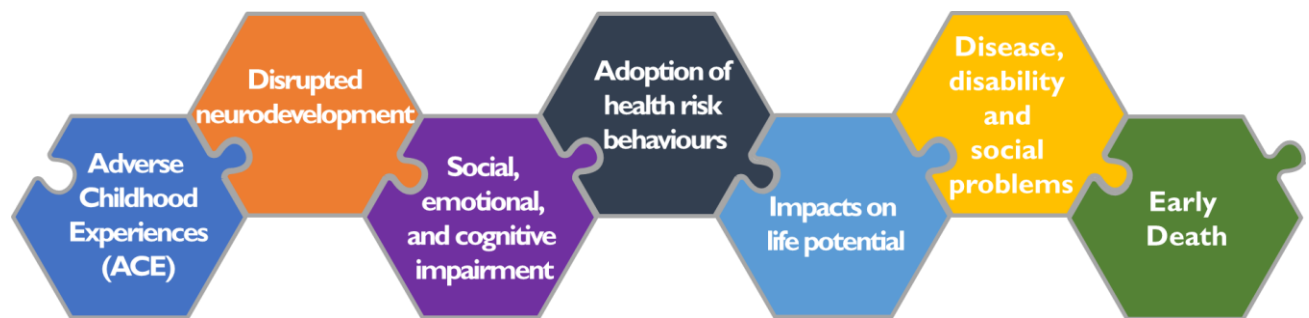 Adverse
Childhood
Experiences
(ACE)
Disrupted
neurodevelopment
Social,
emotional,
and cognitive
impairment
Adoption of
health risk
behaviours
Impacts on
life potential
Disease,
disability
and
social
problems
Early
Death